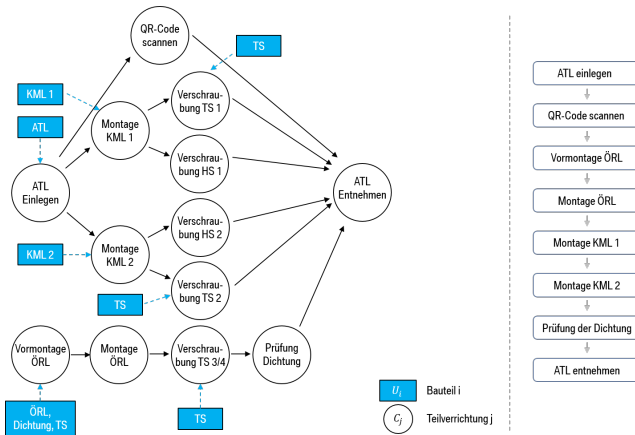 QR-Code
scannen
TS
KML 1
Verschrau-
bung TS 1
ATL
Montage
KML 1
Verschrau-
bung HS 1
ATL
Einlegen
ATL
Entnehmen
Verschrau-
bung HS 2
KML 2
Montage
KML 2
Verschrau-
bung TS 2
TS
Vormontage
ÖRL
Montage
ÖRL
Verschrau-
bung TS 3/4
Prüfung
Dichtung
ÖRL,
Dichtung, TS
TS
Ui Bauteil i
Cj Teilverrichtung j
ATL einlegen
QR-Code scannen
Vormontage ÖRL
Montage ÖRL
Montage KML 1
Montage KML 2
Prüfung der Dichtung
ATL entnehmen